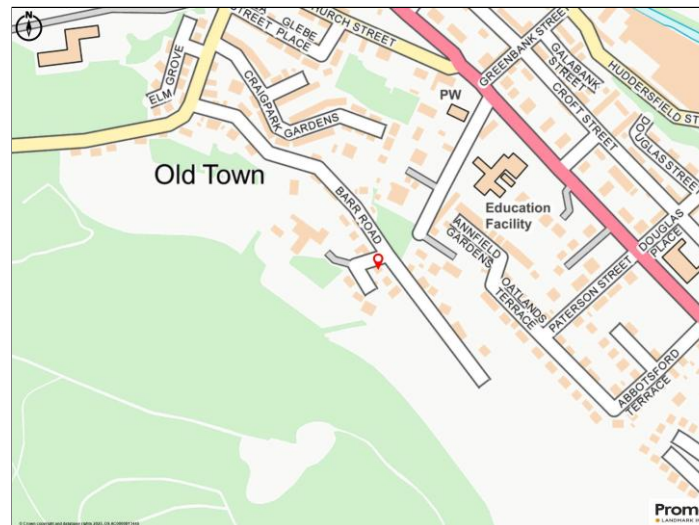 N
STREET PLACE
GLEBE
CHURCH STREET
ELM
GROVE
CRAIGPARK
GARDENS
PW
GREENBANK STREET
GALABANK
STREET
CROFT STREET
HUDDERSFIELD ST
DOUGLAS STREET
Old Town
BARR ROAD
Education
Facility
ANNFIELD
GARDENS
OATLANDS
TERRACE
PATERSON STREET
DOUGLAS
PLACE
ABBOTSFORD
TERRACE
Prom
LANDMARK